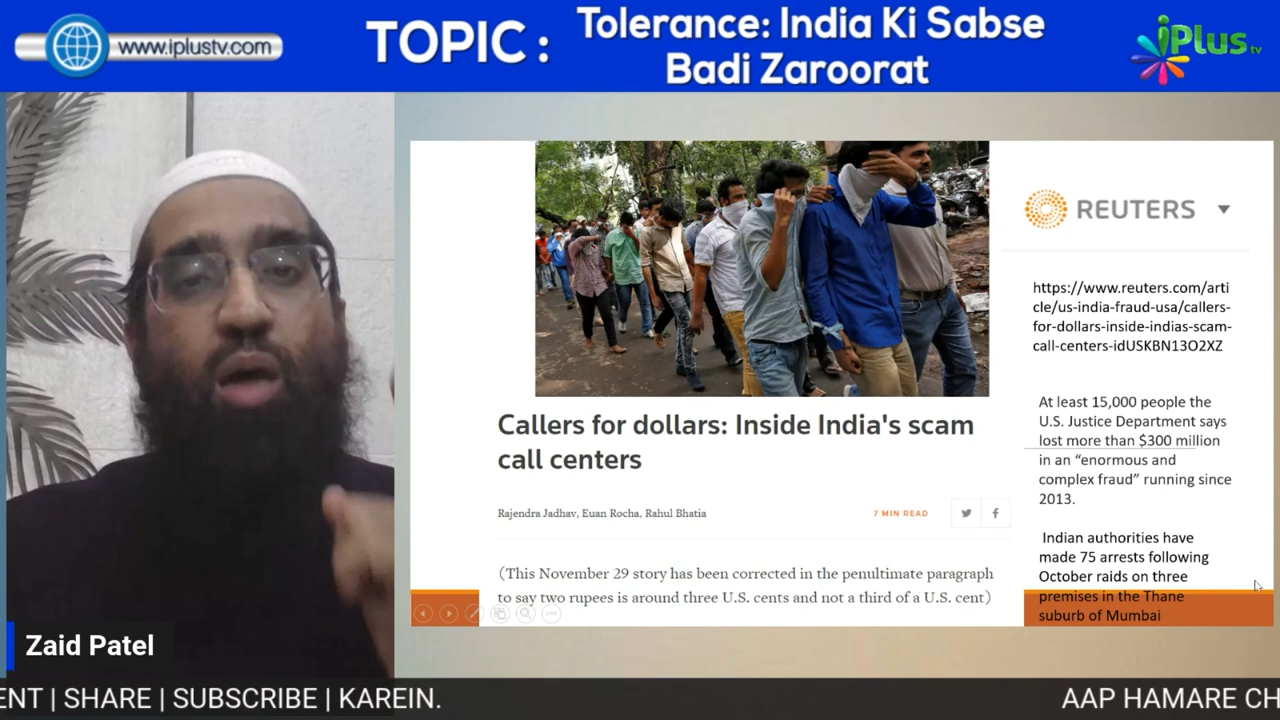 www.iplustv.com
TOPIC :
Tolerance: India Ki Sabse
Badi Zaroorat
iPlus tv
REUTERS
https://www.reuters.com/arti
cle/us-india-fraud-usa/callers-
for-dollars-inside-indias-scam-
call-centers-idUSKBN13O2XZ
At least 15,000 people the
U.S. Justice Department says
lost more than $300 million
in an “enormous and
complex fraud” running since
2013.
Indian authorities have
made 75 arrests following
October raids on three
premises in the Thane
suburb of Mumbai
Callers for dollars: Inside India's scam
call centers
Rajendra Jadhav, Euan Rocha, Rahul Bhatia
7 MIN READ
(This November 29 story has been corrected in the penultimate paragraph
to say two rupees is around three U.S. cents and not a third of a U.S. cent)
Zaid Patel
ENT | SHARE | SUBSCRIBE | KAREIN.
AAP HAMARE CH